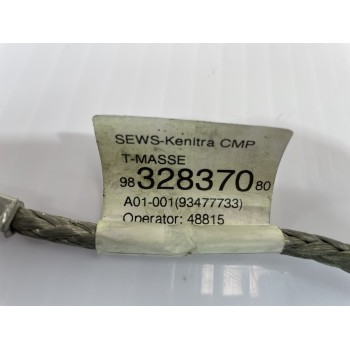 SEWS-Kenitra CMP
T-MASSE
98 328370 80
A01-001(93477733)
Operator: 48815